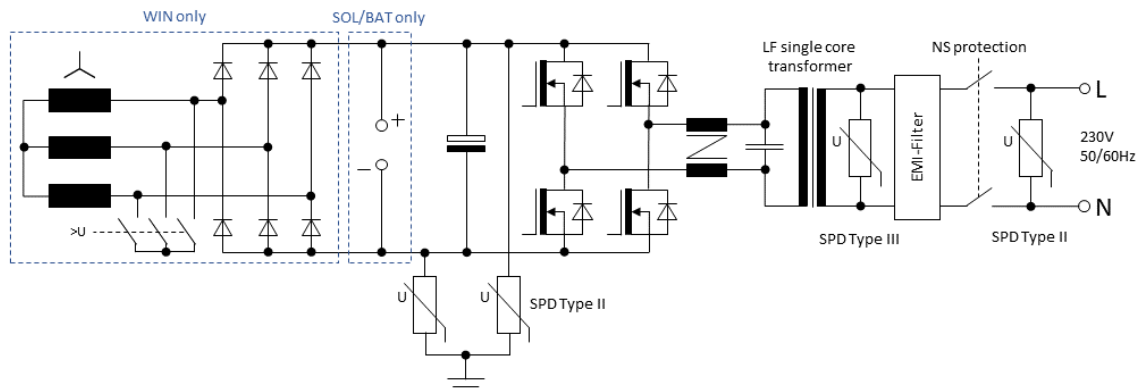 WIN only
SOL/BAT only
LF single core
transformer
NS protection
L
+
U
EMI-Filter
U
230V
50/60Hz
−
N
>U
SPD Type III
SPD Type II
U
U
SPD Type II